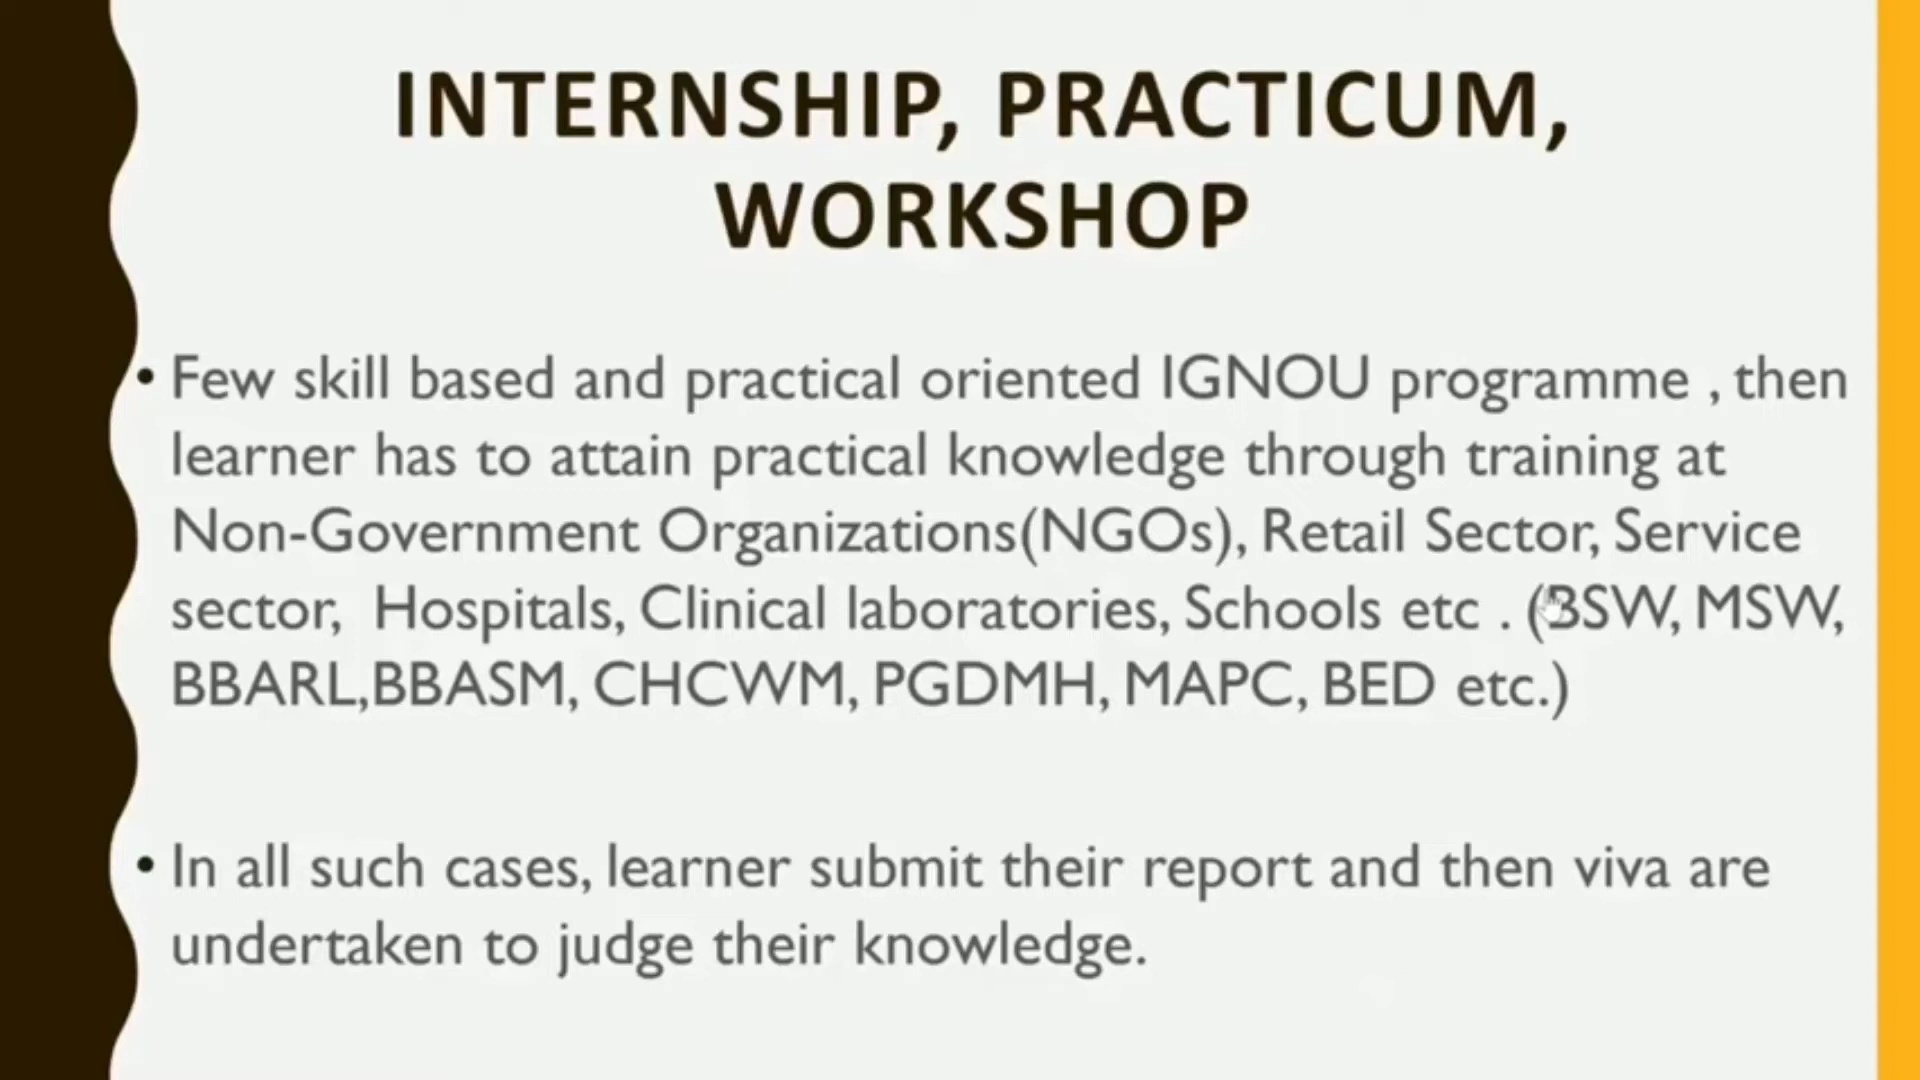 INTERNSHIP, PRACTICUM,
WORKSHOP
• Few skill based and practical oriented IGNOU programme , then
learner has to attain practical knowledge through training at
Non-Government Organizations(NGOs), Retail Sector, Service
sector, Hospitals, Clinical laboratories, Schools etc . (BSW, MSW,
BBARL,BBASM, CHCWM, PGDMH, MAPC, BED etc.)
• In all such cases, learner submit their report and then viva are
undertaken to judge their knowledge.